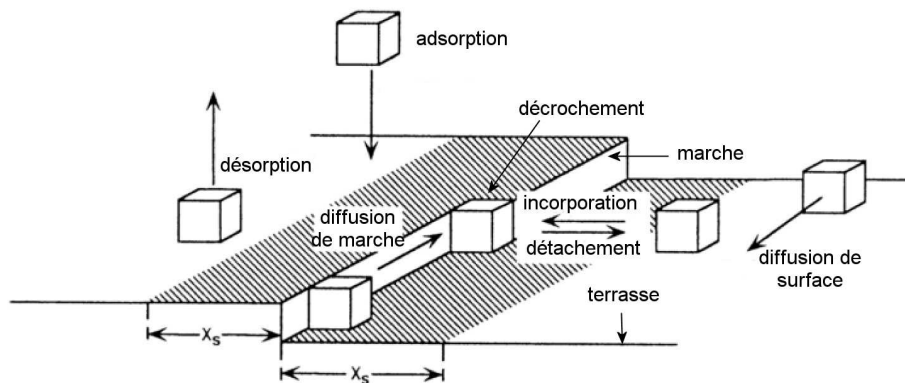 adsorption
décrochement
désorption
marche
diffusion
de marche
incorporation
détachement
diffusion de
surface
terrasse
Xs
Xs